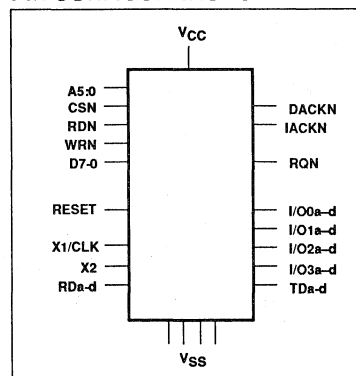 VCC
A5:0
CSN
RDN
WRN
D7-0
RESET
X1/CLK
X2
RDa-d
DACKN
IACKN
RQN
I/O0a–d
I/O1a–d
I/O2a–d
I/O3a–d
TDa-d
VSS